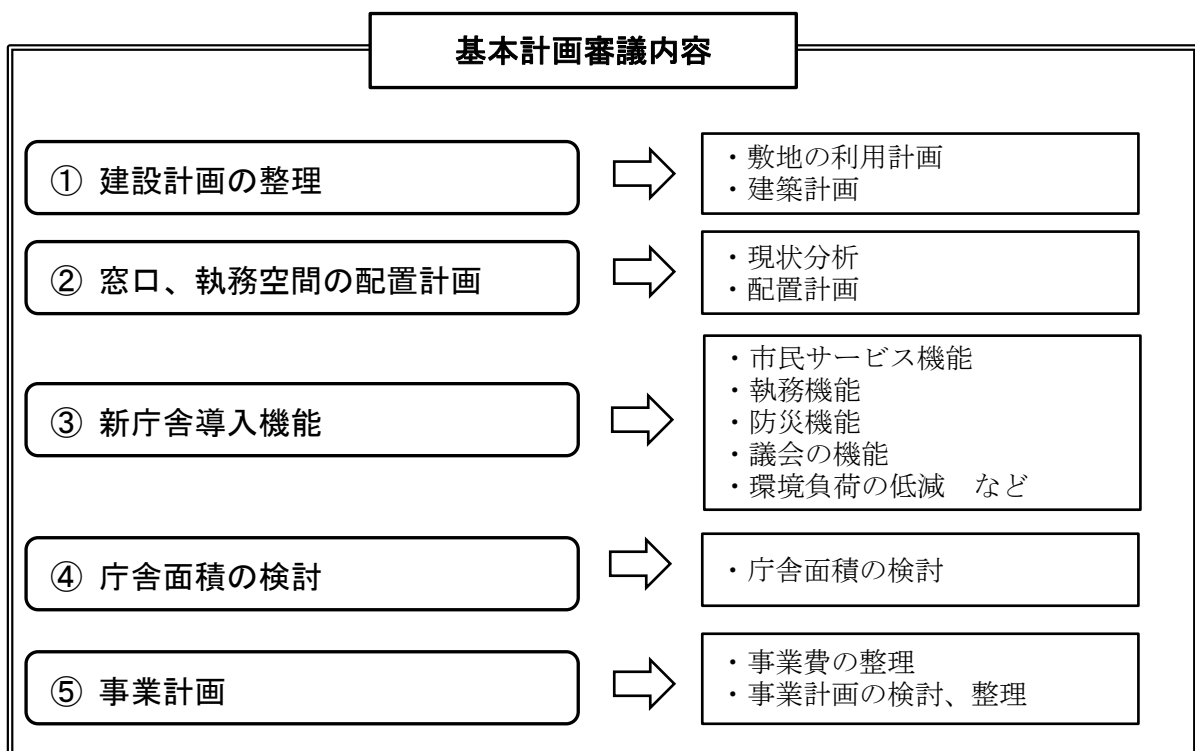 基本計画審議内容
① 建設計画の整理
・敷地の利用計画
・建築計画
② 窓口、執務空間の配置計画
・現状分析
・配置計画
③ 新庁舎導入機能
・市民サービス機能
・執務機能
・防災機能
・議会の機能
・環境負荷の低減　など
④ 庁舎面積の検討
・庁舎面積の検討
⑤ 事業計画
・事業費の整理
・事業計画の検討、整理